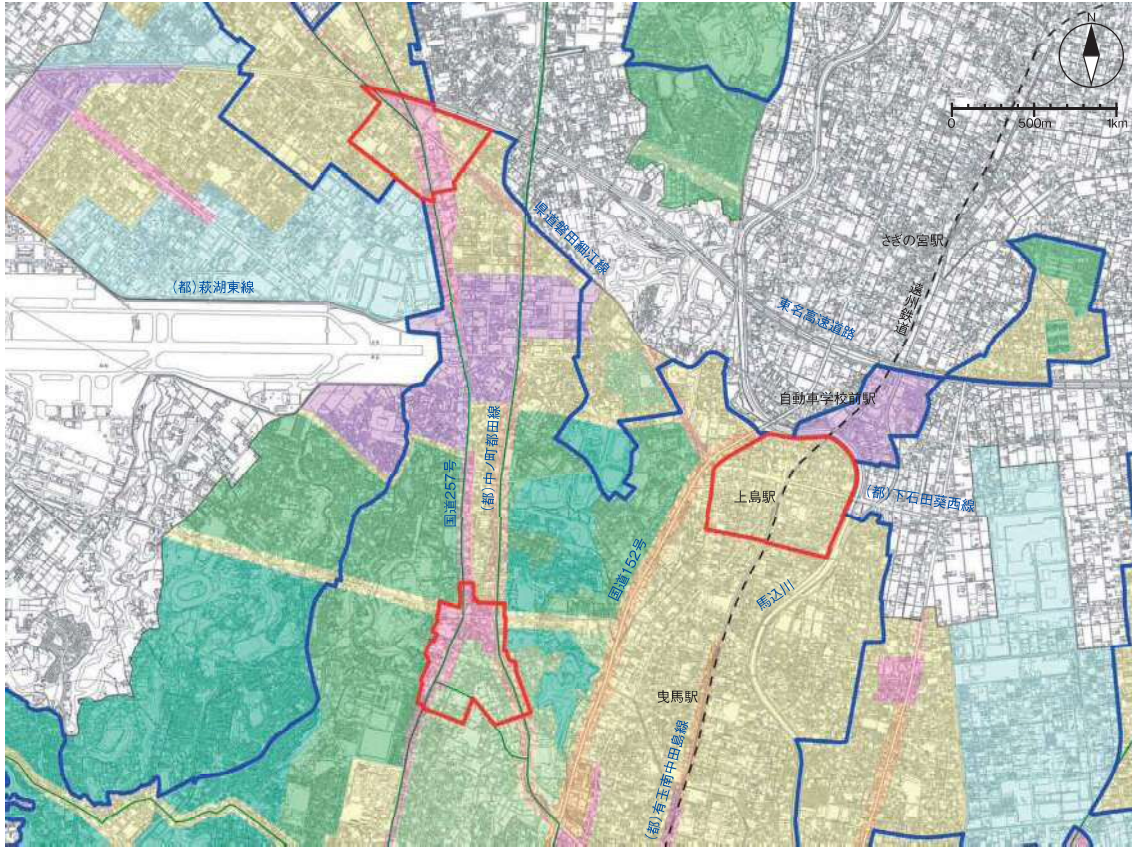 N
0 500m 1km
県道磐田細江線
さぎの宮駅
(都)萩湖東線
遠州鉄道
東名高速道路
自動車学校前駅
国道257号
(都)中ノ町都田線
上島駅
(都)下石田葵西線
国道152号
馬込川
曳馬駅
(都)有玉南中田島線